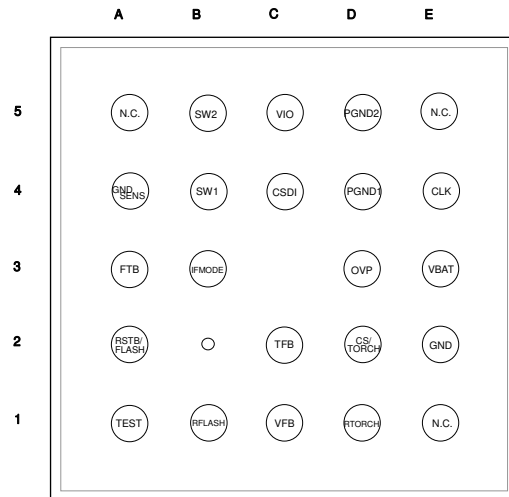 A B C D E
5 N.C. SW2 VIO PGND2 N.C.
4 GND SENS SW1 CSDI PGND1 CLK
3 FTB IFMODE OVP VBAT
2 RSTB/ FLASH TFB CS/ TORCH GND
1 TEST RFLASH VFB RTORCH N.C.